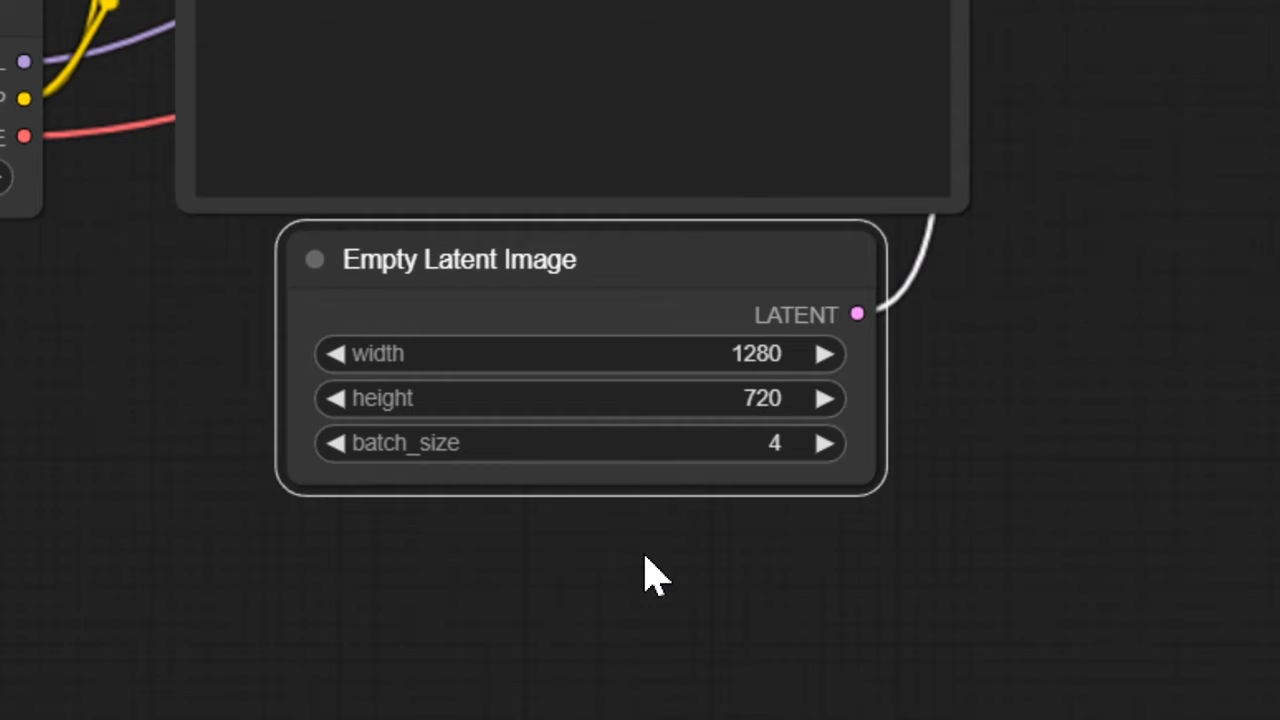 Empty Latent Image
LATENT
width 1280
height 720
batch_size 4